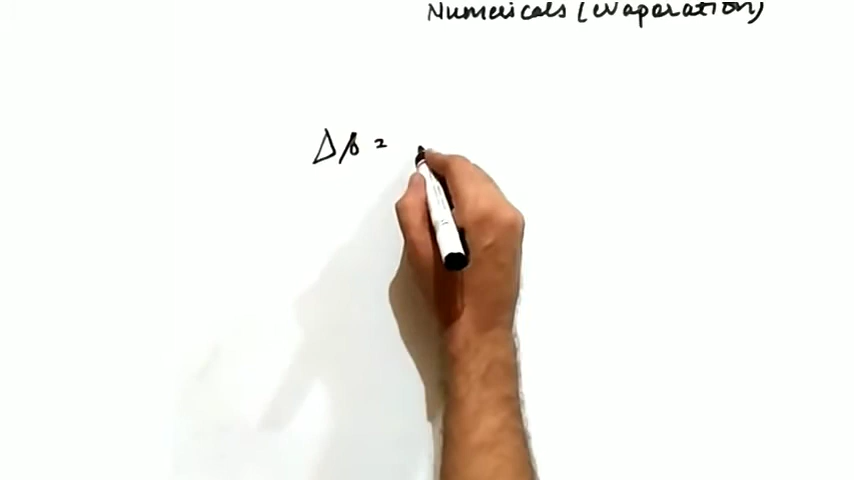 Numericals (evaporation)
Δp =